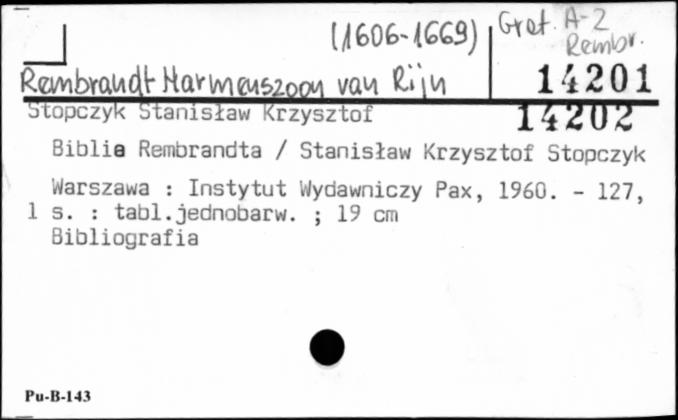 (1606-1669) Graf. A-2
Rembr.
Rembrandt Harmenszoon van Rijn 14201
Stopczyk Stanisław Krzysztof 14202
Biblia Rembrandta / Stanisław Krzysztof Stopczyk
Warszawa : Instytut Wydawniczy Pax, 1960. - 127,
1 s. : tabl.jednobarw. ; 19 cm
Bibliografia
Pu-B-143